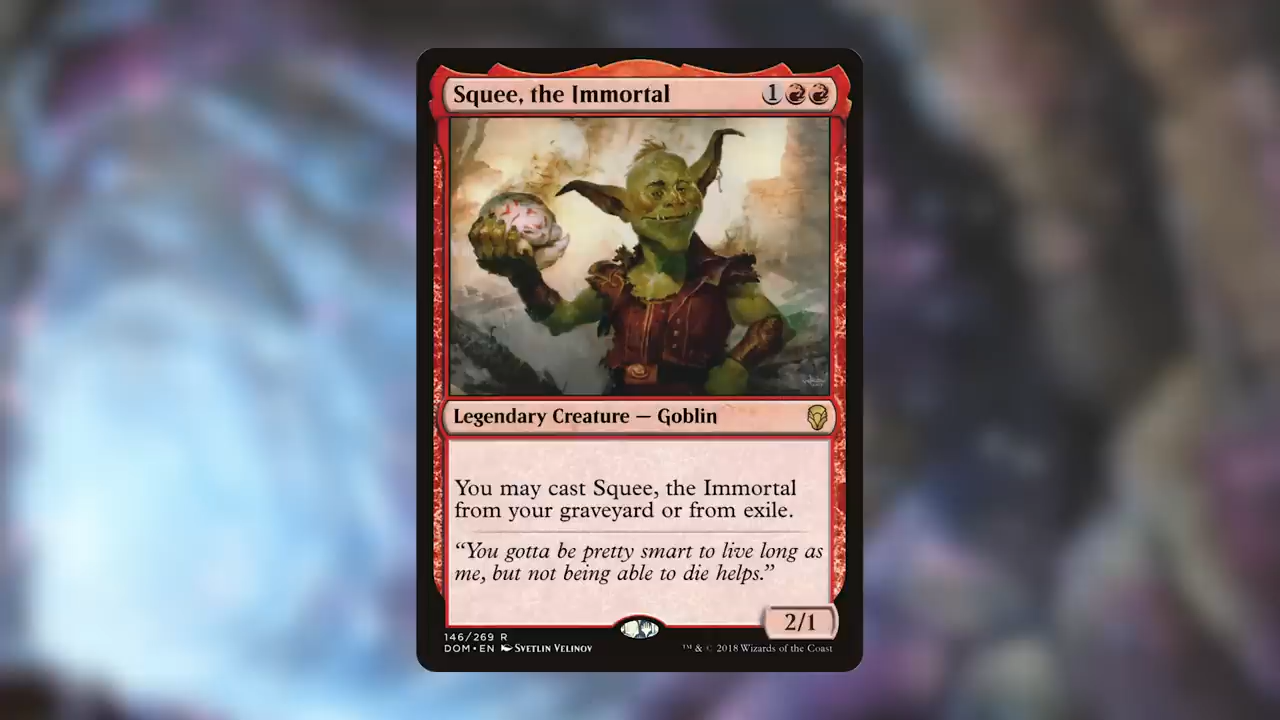 Squee, the Immortal 1
Legendary Creature — Goblin
You may cast Squee, the Immortal
from your graveyard or from exile.
“You gotta be pretty smart to live long as
me, but not being able to die helps.”
2/1
146/269 R
DOM • EN Svetlin Velinov ™ & © 2018 Wizards of the Coast